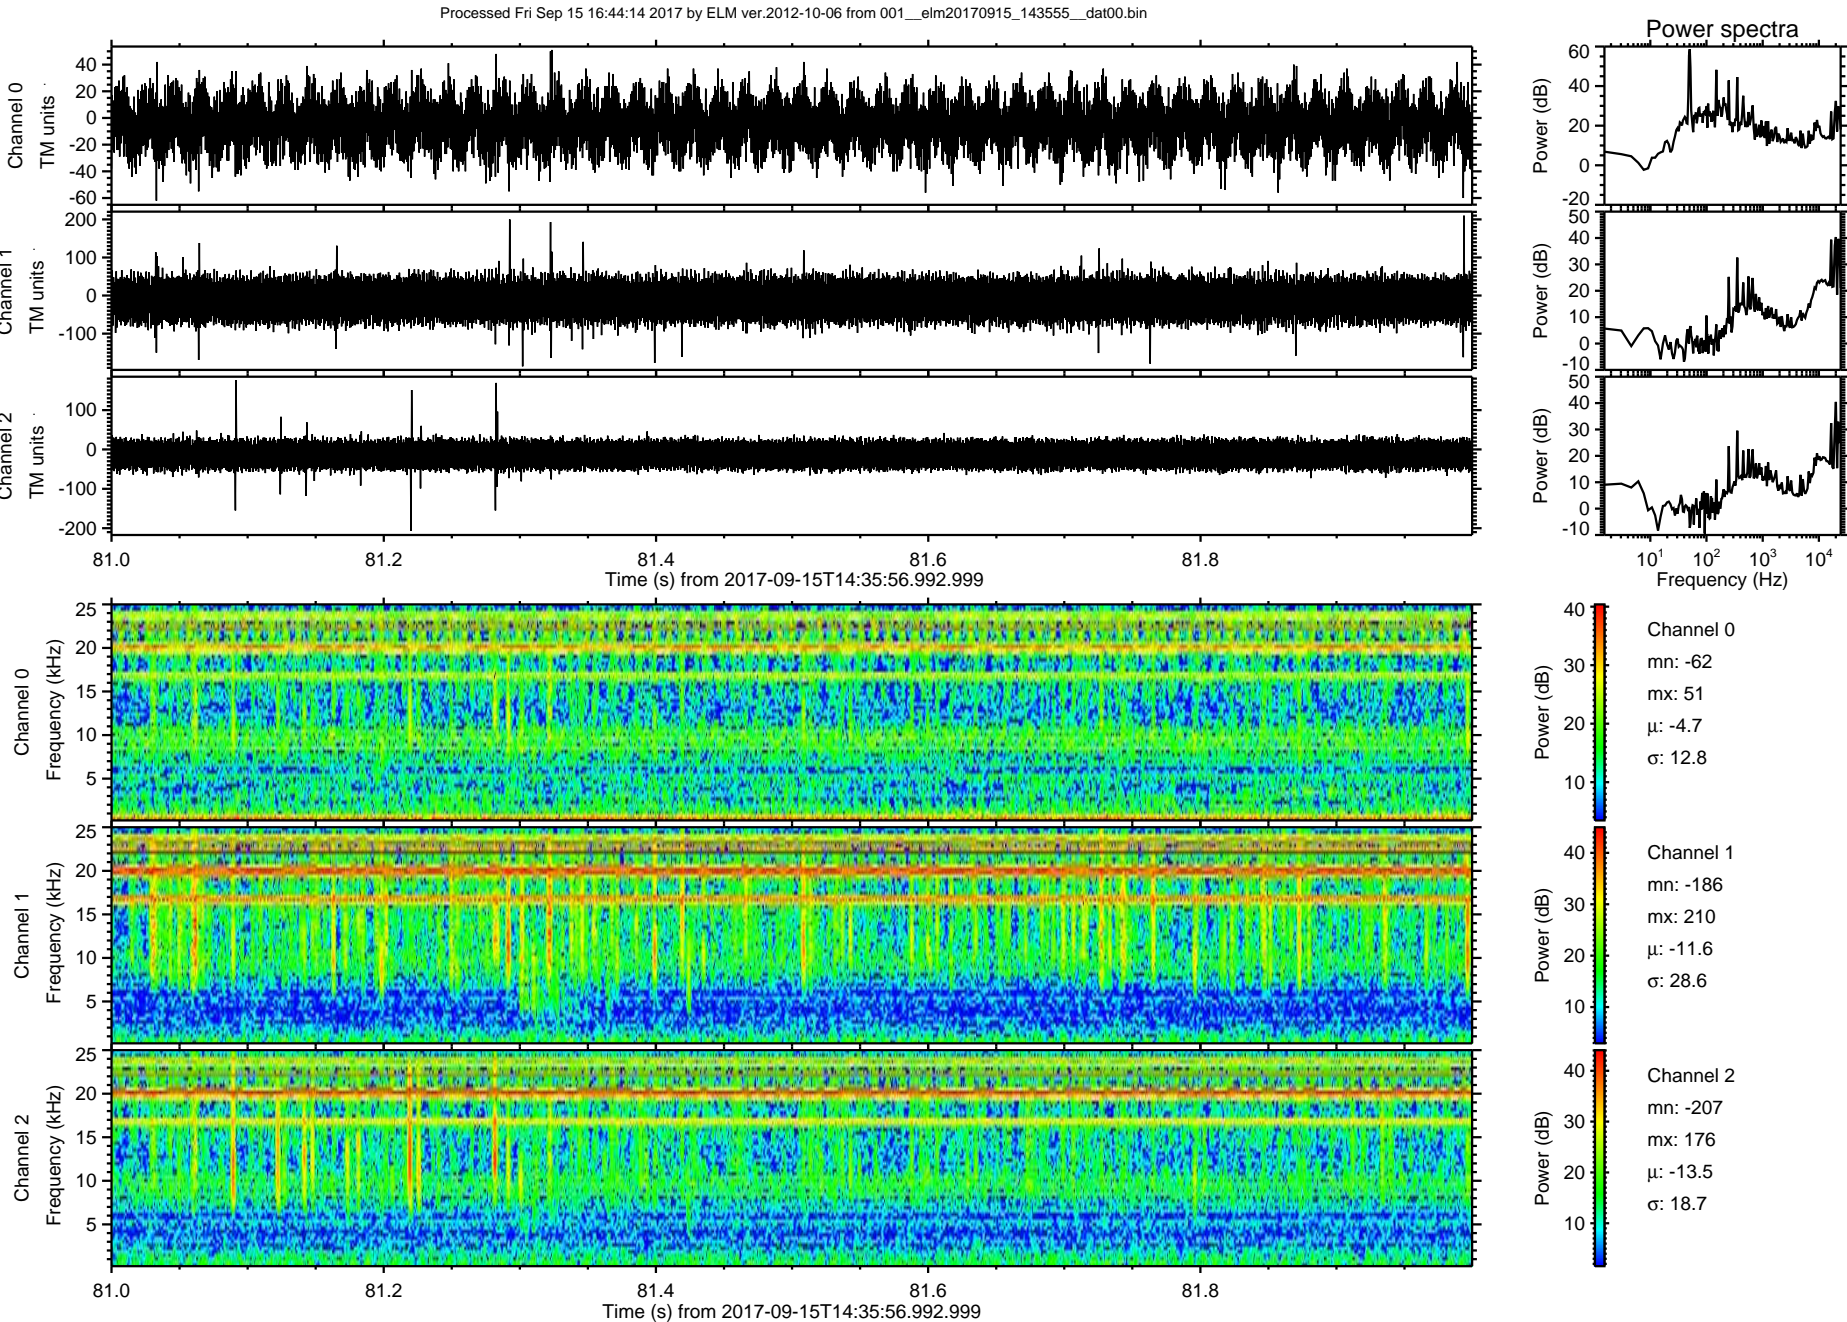 Processed Fri Sep 15 16:44:14 2017 by ELM ver.2012-10-06 from 001__elm20170915_143555__dat00.bin
Power spectra
Channel 0
TM units
40
20
0
-20
-40
-60
Power (dB)
60
40
20
0
-20
Channel 1
TM units
200
100
0
-100
Power (dB)
50
40
30
20
10
0
-10
Channel 2
TM units
100
0
-100
-200
Power (dB)
50
40
30
20
10
0
-10
81.0 81.2 81.4 81.6 81.8
Time (s) from 2017-09-15T14:35:56.992.999
10^1 10^2 10^3 10^4
Frequency (Hz)
Channel 0
Frequency (kHz)
25
20
15
10
5
Power (dB)
40
30
20
10
Channel 0
mn: -62
mx: 51
μ: -4.7
σ: 12.8
Channel 1
Frequency (kHz)
25
20
15
10
5
Power (dB)
40
30
20
10
Channel 1
mn: -186
mx: 210
μ: -11.6
σ: 28.6
Channel 2
Frequency (kHz)
25
20
15
10
5
Power (dB)
40
30
20
10
Channel 2
mn: -207
mx: 176
μ: -13.5
σ: 18.7
81.0 81.2 81.4 81.6 81.8
Time (s) from 2017-09-15T14:35:56.992.999